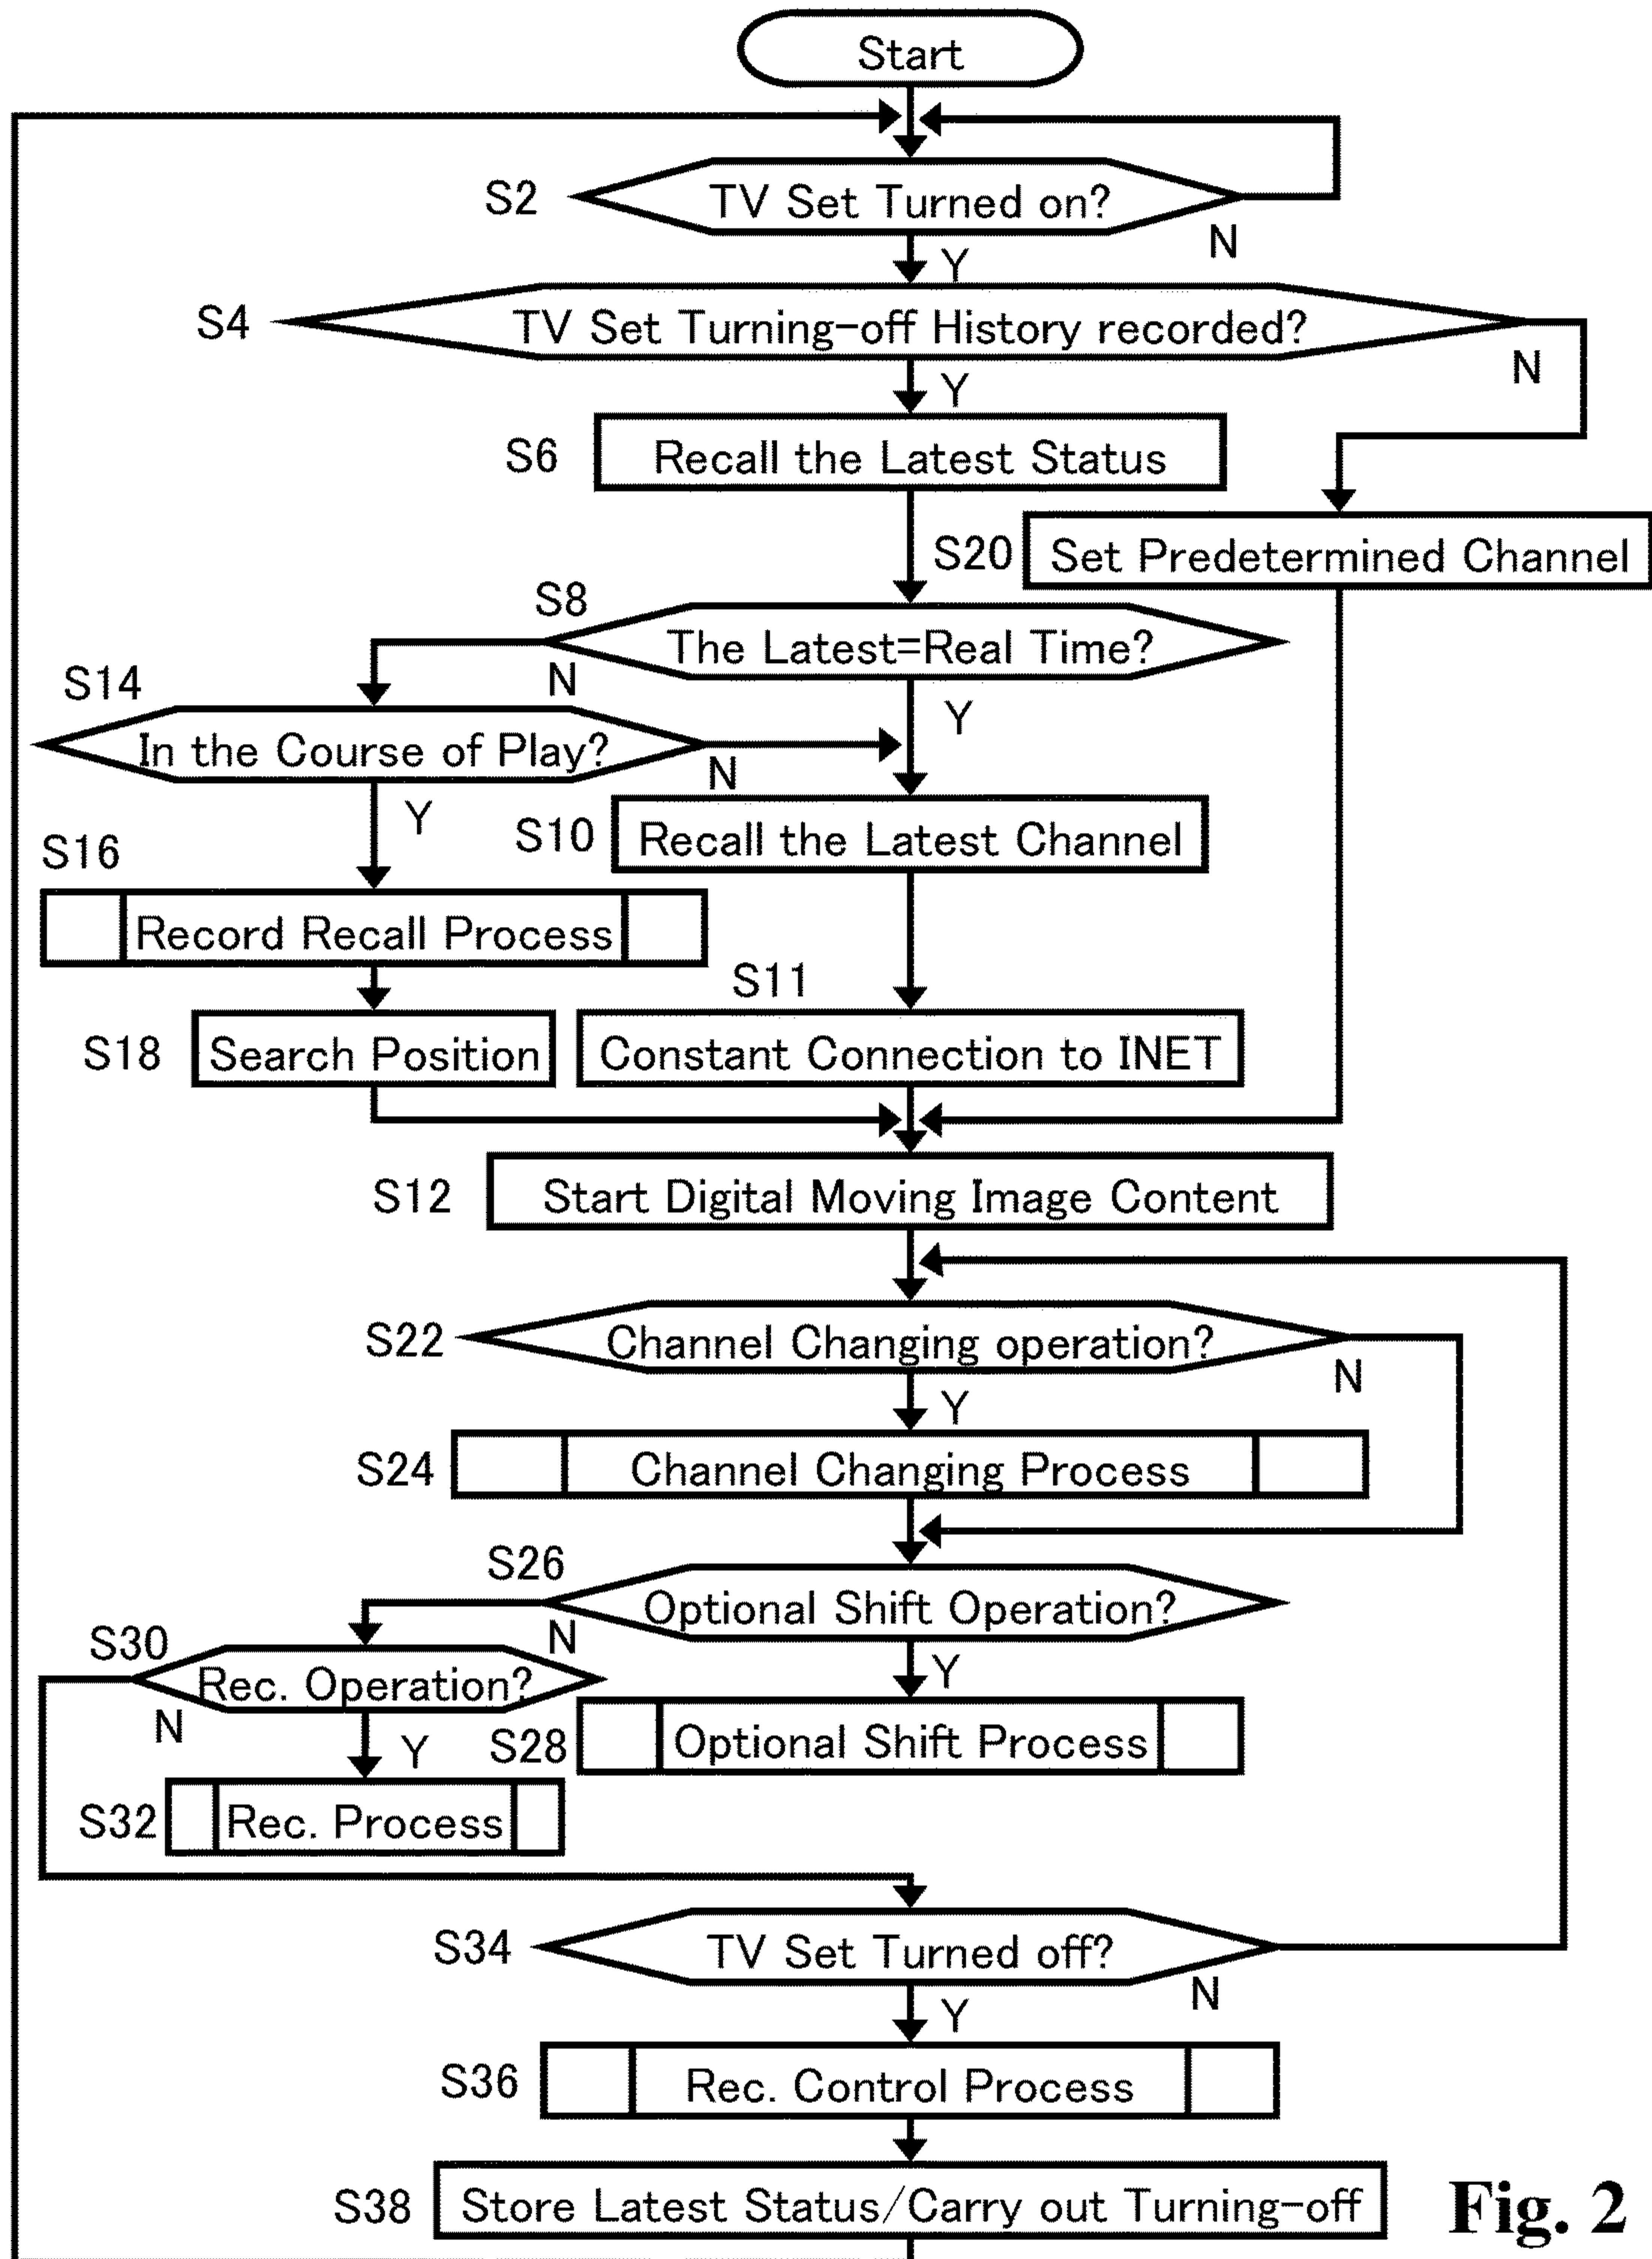 Start
S2
TV Set Turned on?
N
Y
S4
TV Set Turning-off History recorded?
N
Y
S6
Recall the Latest Status
S20
Set Predetermined Channel
S8
The Latest=Real Time?
N
Y
S14
In the Course of Play?
N
Y
S10
Recall the Latest Channel
S16
Record Recall Process
S11
S18
Search Position
Constant Connection to INET
S12
Start Digital Moving Image Content
S22
Channel Changing operation?
N
Y
S24
Channel Changing Process
S26
Optional Shift Operation?
N
Y
S30
Rec. Operation?
N
Y
S28
Optional Shift Process
S32
Rec. Process
S34
TV Set Turned off?
N
Y
S36
Rec. Control Process
S38
Store Latest Status/Carry out Turning-off
Fig. 2